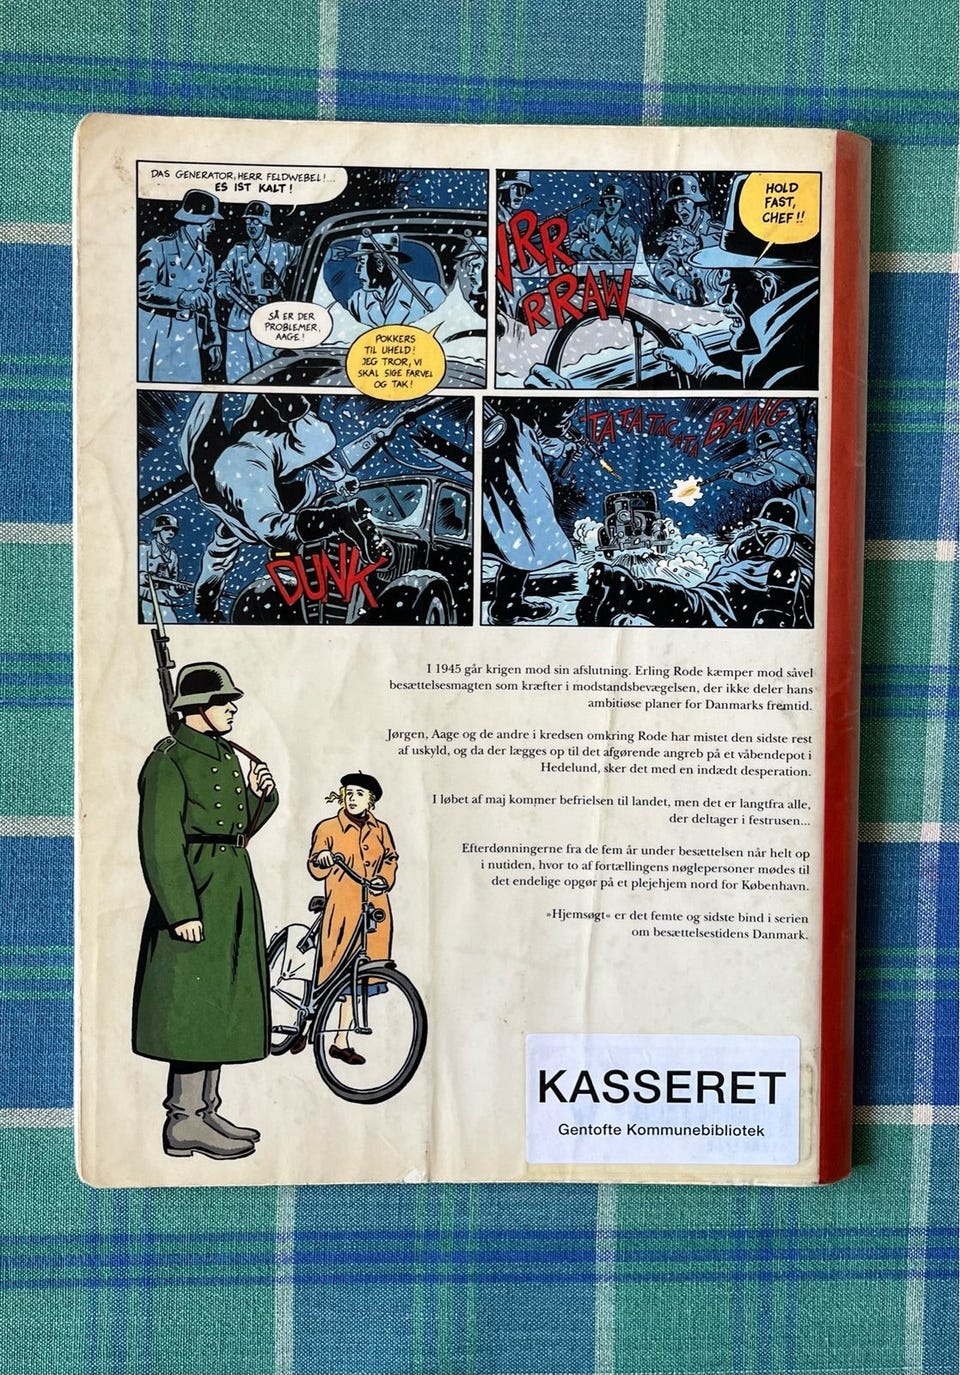 DAS GENERATOR, HERR FELDWEBEL!...
ES IST KALT!
SÅ ER DER
PROBLEMER,
AAGE!
POKKERS
TIL UHELD!
JEG TROR, VI
SKAL SIGE FARVEL
OG TAK!
HOLD
FAST,
CHEF!!
VRR
RRAW
DUNK
TATATACATA BANG
I 1945 går krigen mod sin afslutning. Erling Rode kæmper mod såvel
besættelsesmagten som kræfter i modstandsbevægelsen, der ikke deler hans
ambitiøse planer for Danmarks fremtid.
Jørgen, Aage og de andre i kredsen omkring Rode har mistet den sidste rest
af uskyld, og da der lægges op til det afgørende angreb på et våbendepot i
Hedelund, sker det med en indædt desperation.
I løbet af maj kommer befrielsen til landet, men det er langtfra alle,
der deltager i festrusen...
Efterdønningerne fra de fem år under besættelsen når helt op
i nutiden, hvor to af fortællingens nøglepersoner mødes til
det endelige opgør på et plejehjem nord for København.
»Hjemsøgt« er det femte og sidste bind i serien
om besættelsestidens Danmark.
KASSERET
Gentofte Kommunebibliotek